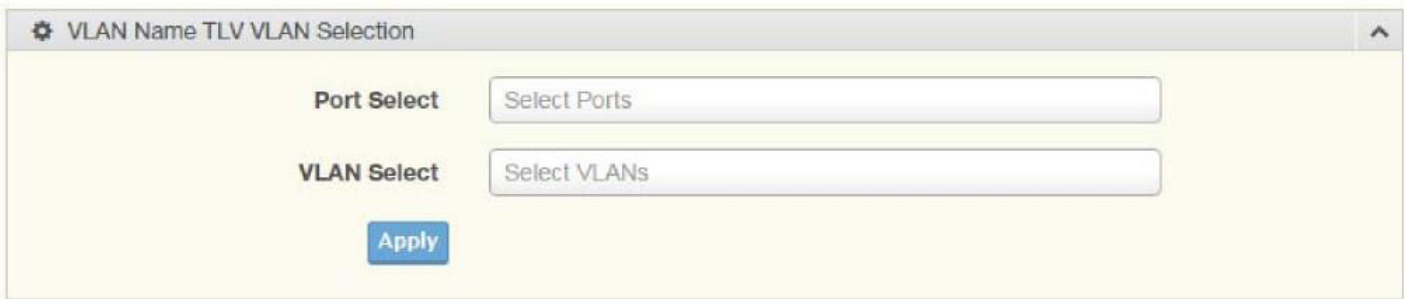 VLAN Name TLV VLAN Selection
Port Select Select Ports
VLAN Select Select VLANs
Apply